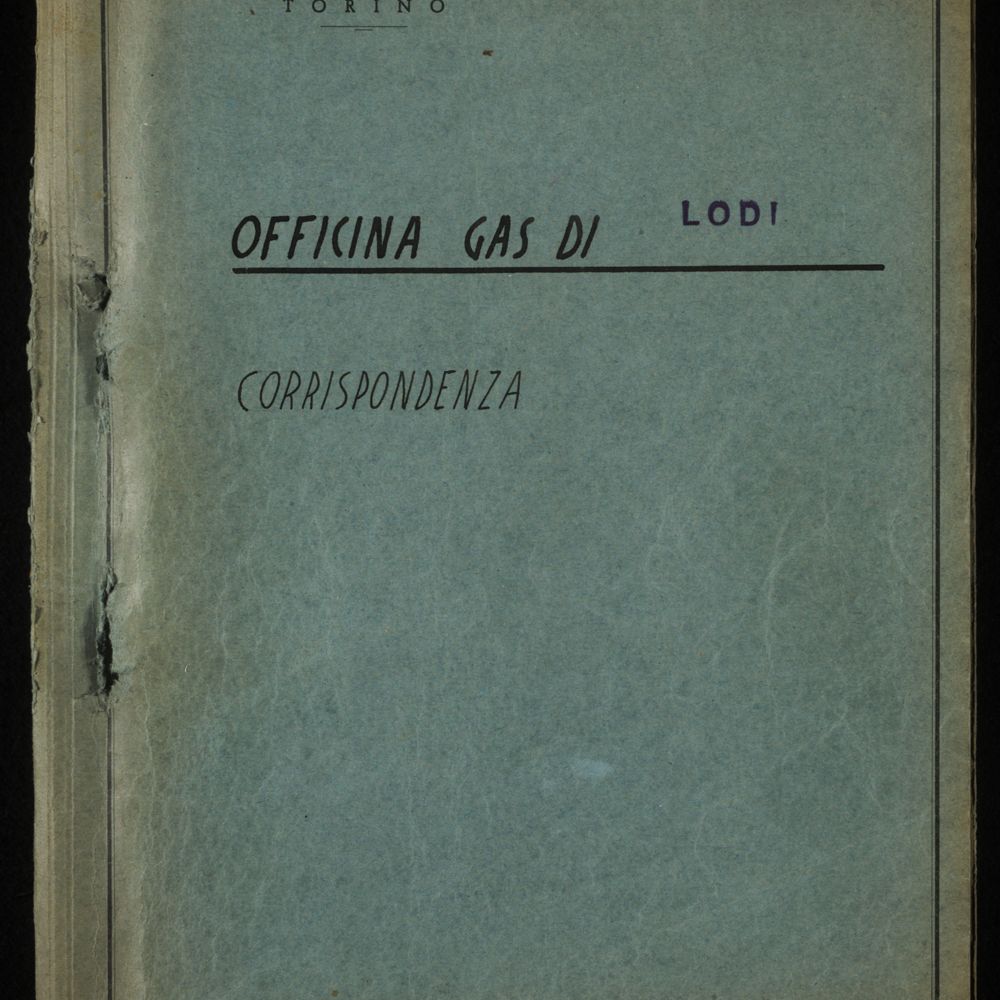 TORINO
OFFICINA GAS DI LODI
CORRISPONDENZA